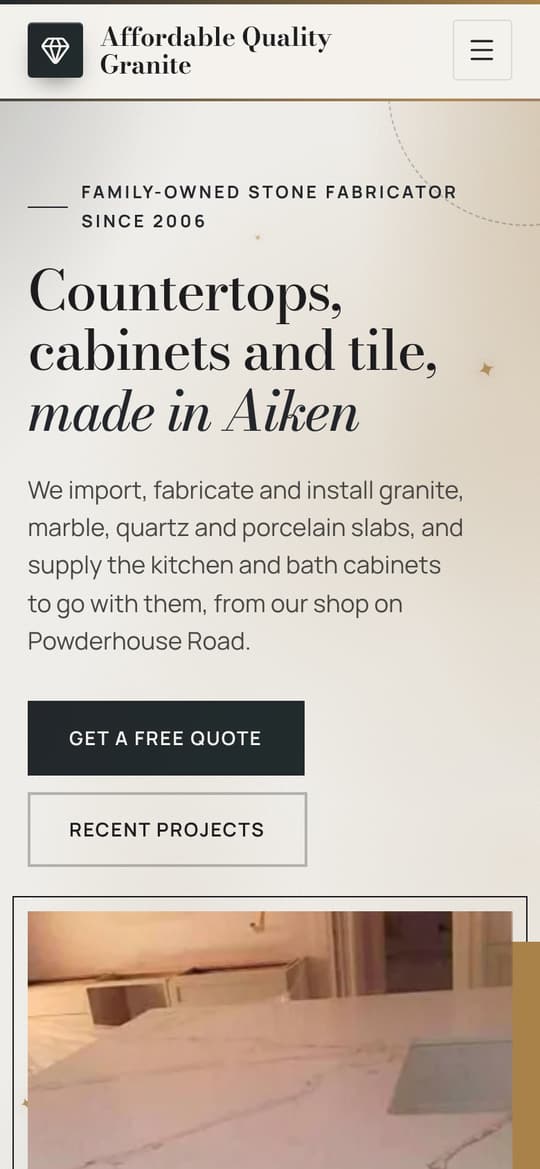 Affordable Quality
Granite
FAMILY-OWNED STONE FABRICATOR
SINCE 2006
Countertops,
cabinets and tile,
made in Aiken
We import, fabricate and install granite,
marble, quartz and porcelain slabs, and
supply the kitchen and bath cabinets
to go with them, from our shop on
Powderhouse Road.
GET A FREE QUOTE
RECENT PROJECTS